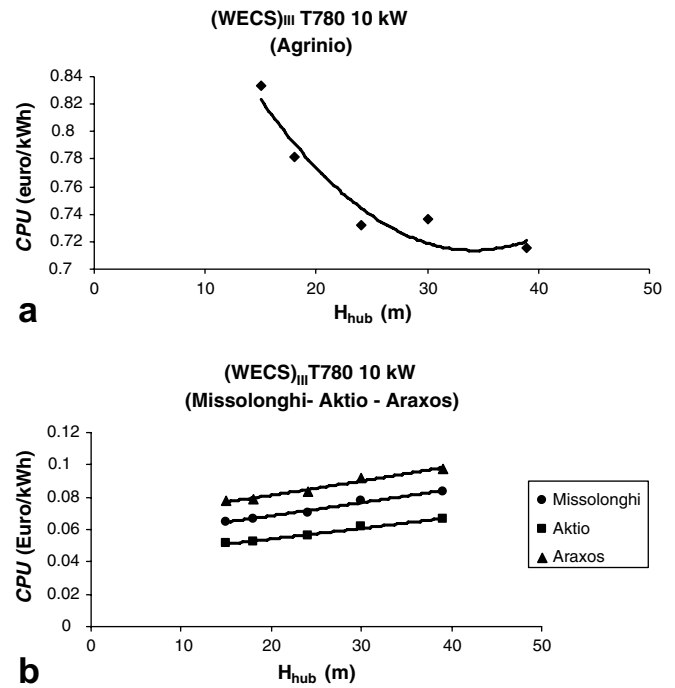 (WECS)III T780 10 kW
(Agrinio)
CPU (euro/kWh)
0.84
0.82
0.8
0.78
0.76
0.74
0.72
0.7
0 10 20 30 40 50
Hhub (m)
a
(WECS)IIIT780 10 kW
(Missolonghi- Aktio - Araxos)
CPU (Euro/kWh)
0.12
0.1
0.08
0.06
0.04
0.02
0
0 10 20 30 40 50
Hhub (m)
Missolonghi
Aktio
Araxos
b